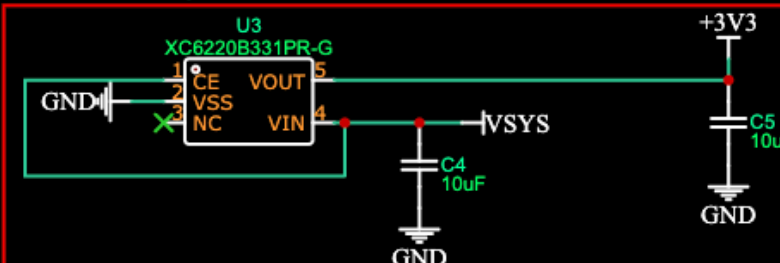 U3
XC6220B331PR-G
+3V3
1 CE VOUT 5
GND 2 VSS
3 NC VIN 4
VSYS
C4
10uF
C5
10u
GND
GND